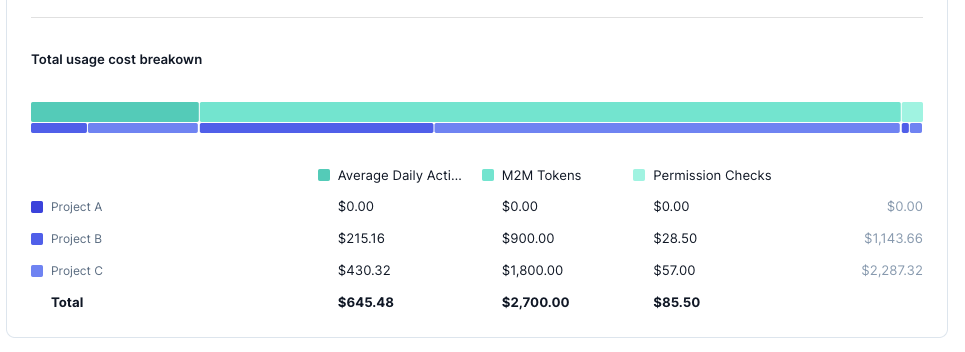 Total usage cost breakown
Average Daily Acti... M2M Tokens Permission Checks
Project A $0.00 $0.00 $0.00 $0.00
Project B $215.16 $900.00 $28.50 $1,143.66
Project C $430.32 $1,800.00 $57.00 $2,287.32
Total $645.48 $2,700.00 $85.50